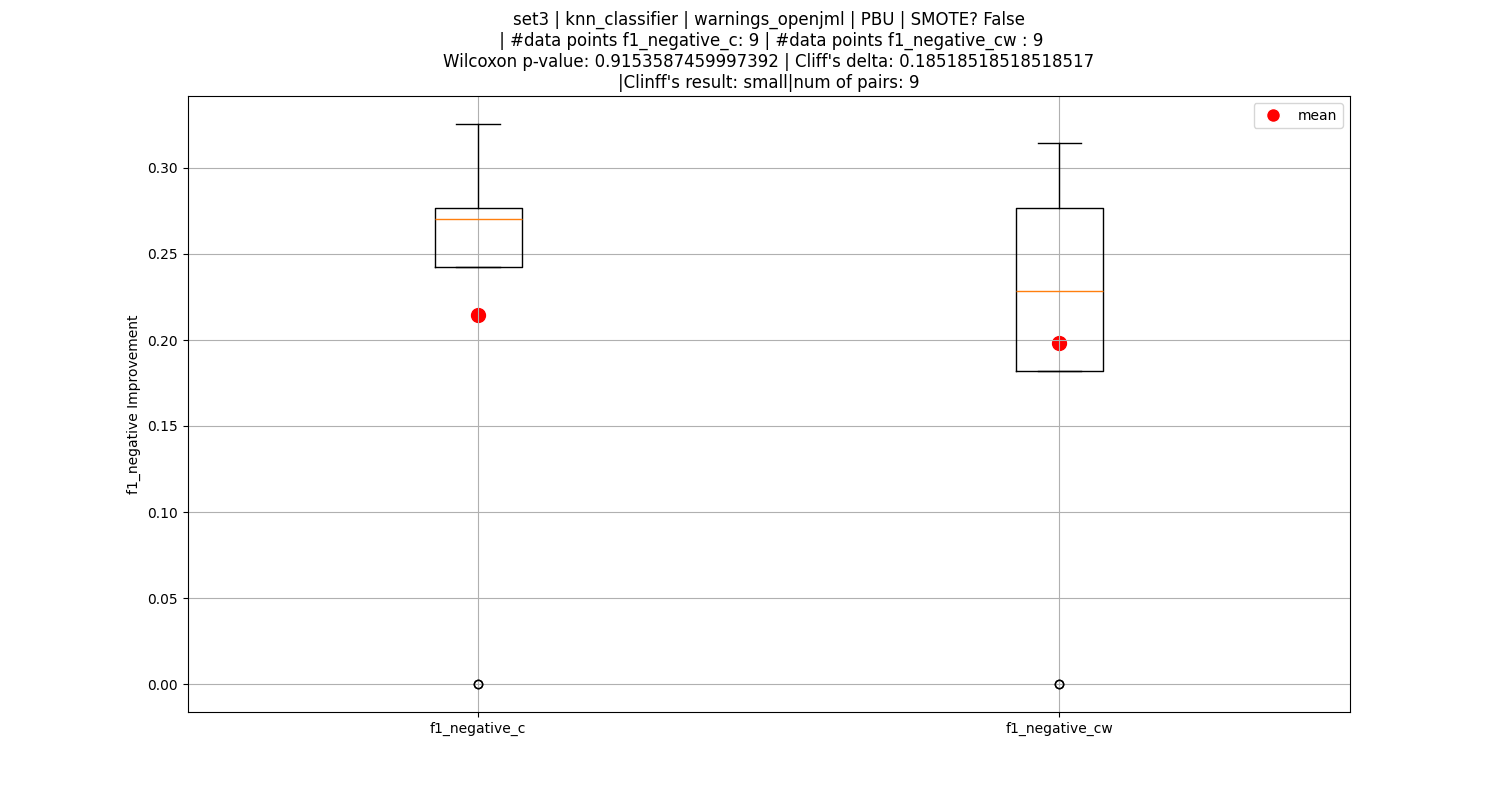 set3 | knn_classifier | warnings_openjml | PBU | SMOTE? False
| #data points f1_negative_c: 9 | #data points f1_negative_cw : 9
Wilcoxon p-value: 0.9153587459997392 | Cliff's delta: 0.18518518518518517
|Clinff's result: small|num of pairs: 9
mean
0.30
0.25
0.20
0.15
0.10
0.05
0.00
f1_negative Improvement
f1_negative_c
f1_negative_cw